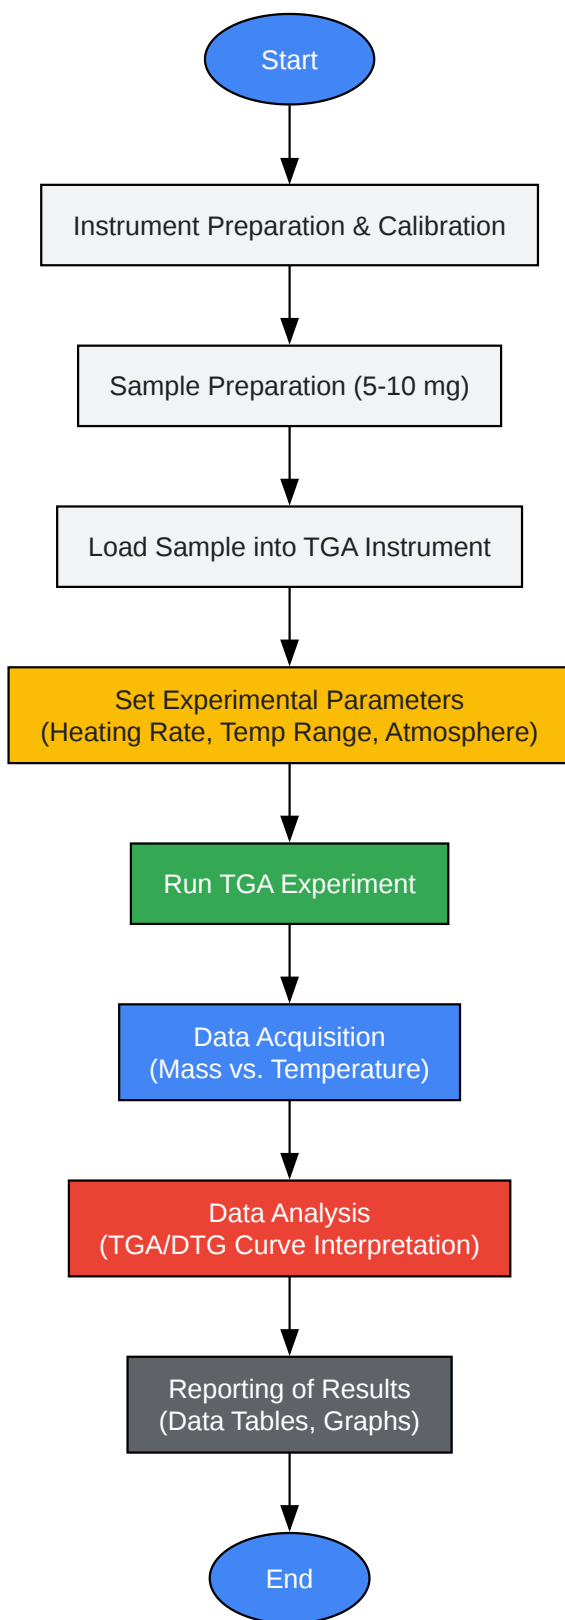 Start
Instrument Preparation & Calibration
Sample Preparation (5-10 mg)
Load Sample into TGA Instrument
Set Experimental Parameters
(Heating Rate, Temp Range, Atmosphere)
Run TGA Experiment
Data Acquisition
(Mass vs. Temperature)
Data Analysis
(TGA/DTG Curve Interpretation)
Reporting of Results
(Data Tables, Graphs)
End